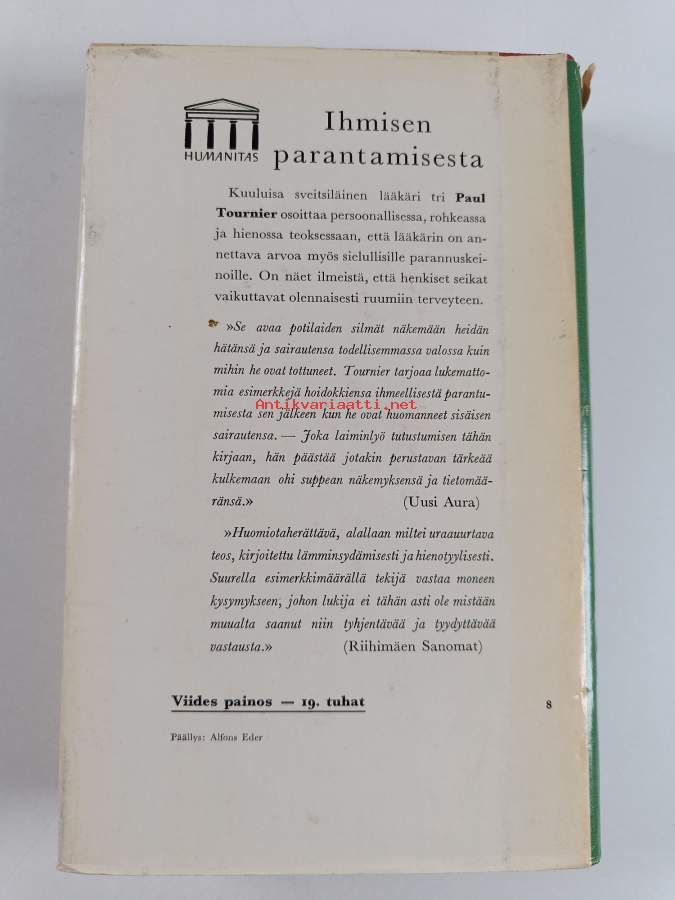 HUMANITAS
Ihmisen
parantamisesta
Kuuluisa sveitsiläinen lääkäri tri Paul
Tournier osoittaa persoonallisessa, rohkeassa
ja hienossa teoksessaan, että lääkärin on an-
nettava arvoa myös sielullisille parannuskei-
noille. On näet ilmeistä, että henkiset seikat
vaikuttavat olennaisesti ruumiin terveyteen.
»Se avaa potilaiden silmät näkemään heidän
hätänsä ja sairautensa todellisemmassa valossa kuin
mihin he ovat tottuneet. Tournier tarjoaa lukematto-
mia esimerkkejä hoidokkiensa ihmeellisestä parantu-
misesta sen jälkeen kun he ovat huomanneet sisäisen
Antikvariaatti.net
sairautensa. — Joka laiminlyö tutustumisen tähän
kirjaan, hän päästää jotakin perustavan tärkeää
kulkemaan ohi suppean näkemyksensä ja tietomää-
ränsä.» (Uusi Aura)
»Huomiotaherättävä, alallaan miltei uraauurtava
teos, kirjoitettu lämminsydämisesti ja hienotyylisesti.
Suurella esimerkkimäärällä tekijä vastaa moneen
kysymykseen, johon lukija ei tähän asti ole mistään
muualta saanut niin tyhjentävää ja tyydyttävää
vastausta.» (Riihimäen Sanomat)
Viides painos — 19. tuhat 8
Päällys: Alfons Eder